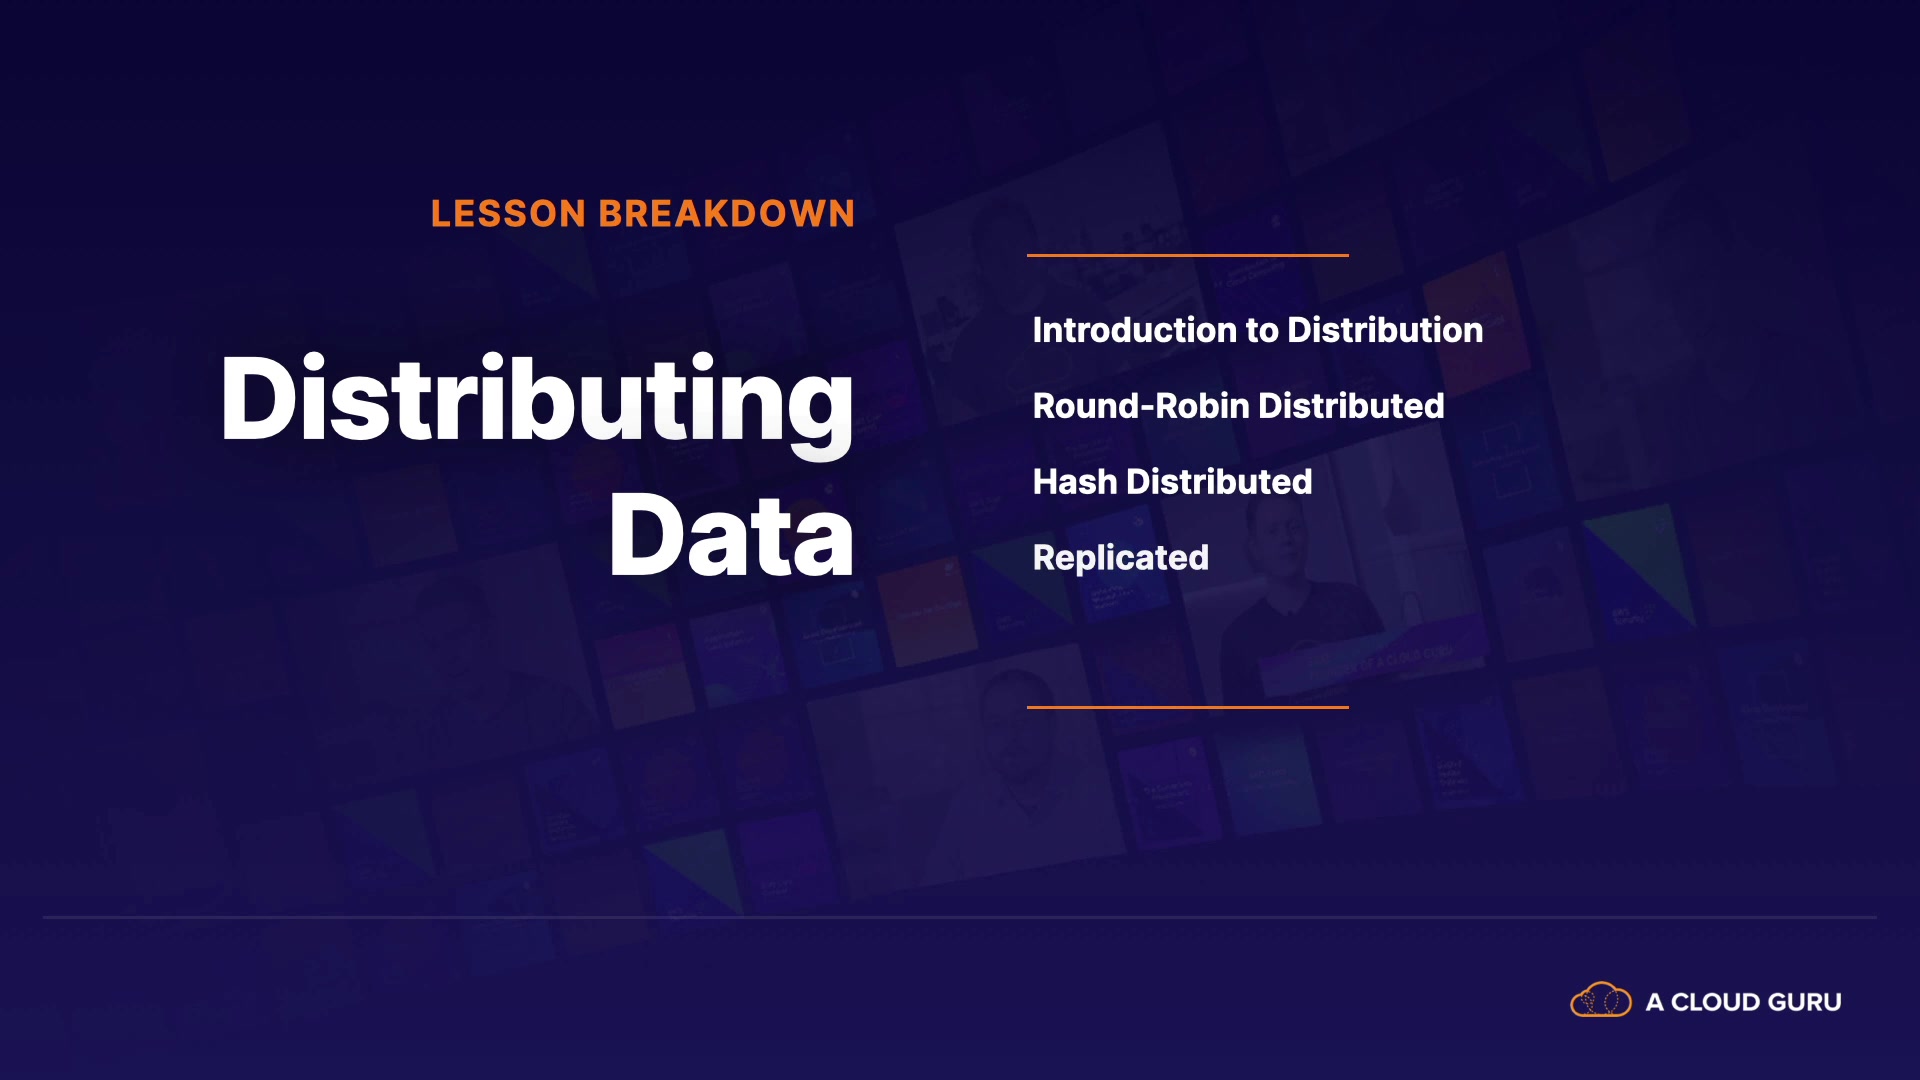 LESSON BREAKDOWN
Distributing
Data
Introduction to Distribution
Round-Robin Distributed
Hash Distributed
Replicated
A CLOUD GURU